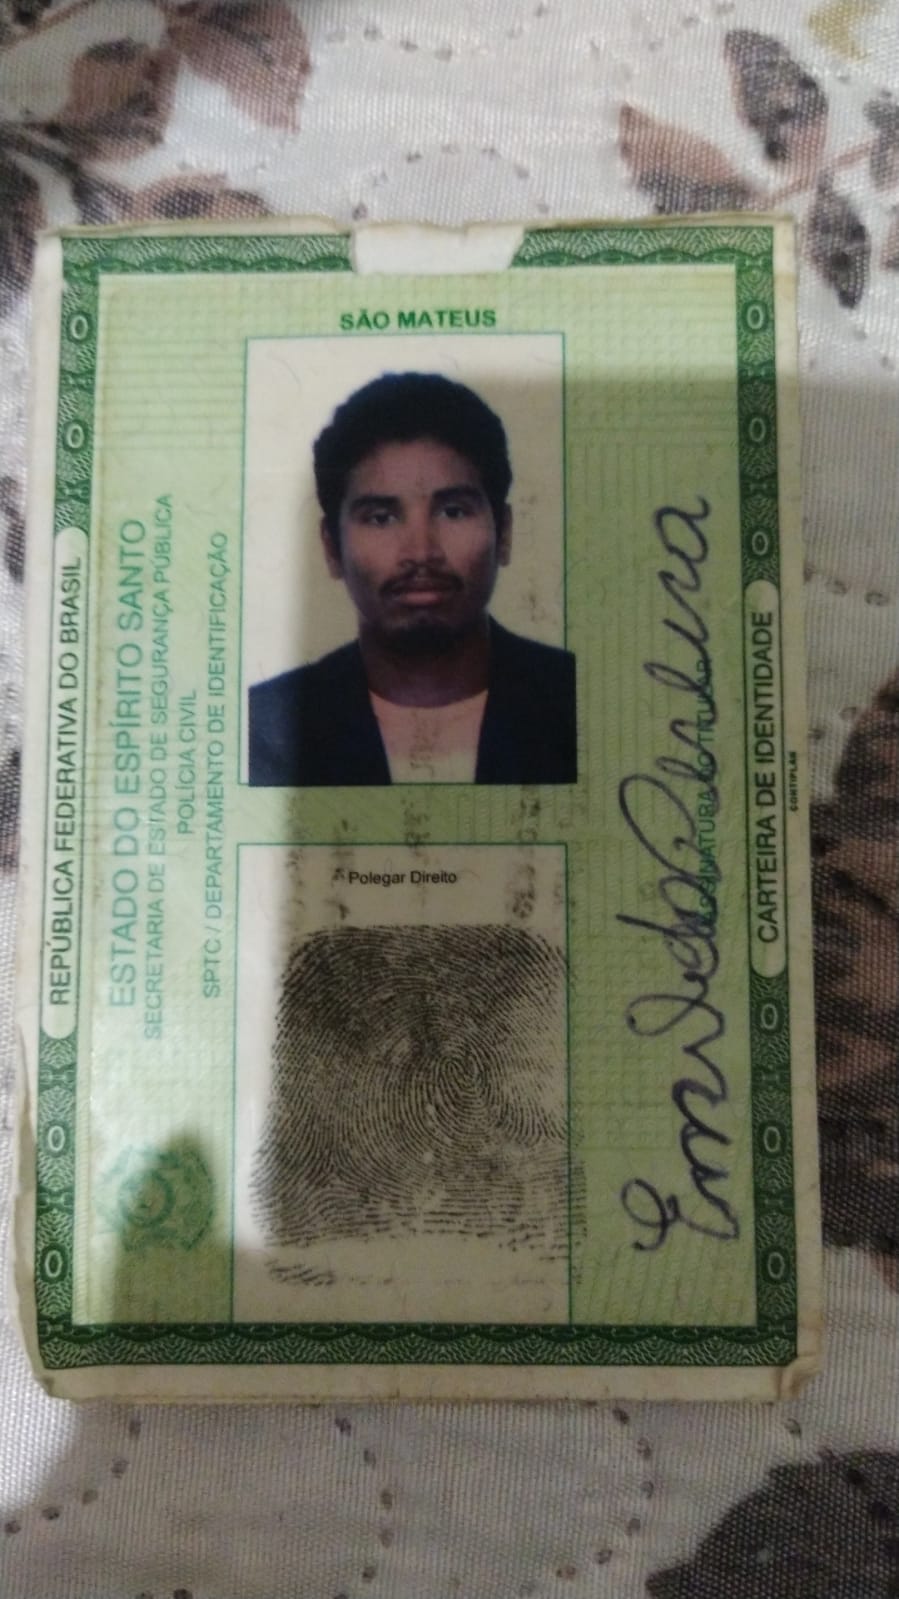 REPÚBLICA FEDERATIVA DO BRASIL
ESTADO DO ESPÍRITO SANTO
SECRETARIA DE ESTADO DE SEGURANÇA PÚBLICA
POLÍCIA CIVIL
SPTC / DEPARTAMENTO DE IDENTIFICAÇÃO
SÃO MATEUS
Polegar Direito
ASSINATURA DO TITULAR
CARTEIRA DE IDENTIDADE
CONTIPLAN